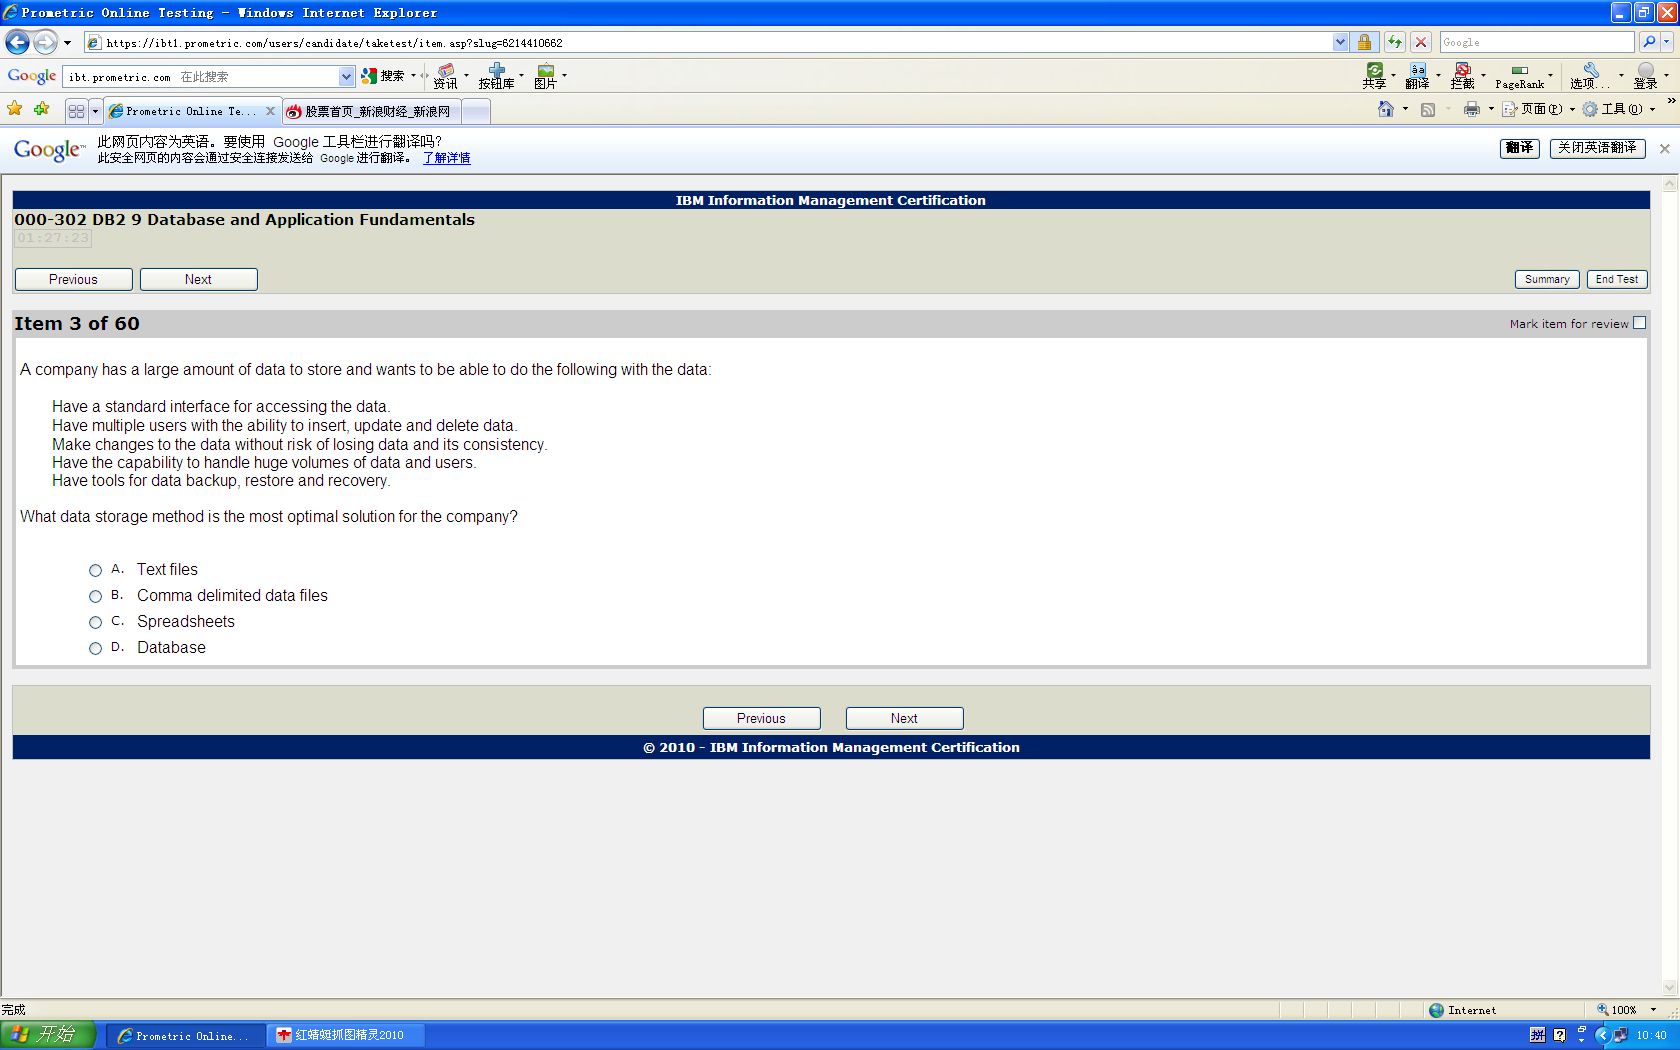 Prometric Online Testing - Windows Internet Explorer
https://ibt1.prometric.com/users/candidate/taketest/item.asp?slug=6214410662
Google
Google
ibt.prometric.com 在此搜索
搜索
资讯
按钮库
图片
共享
翻译
拦截
PageRank
选项...
登录
Prometric Online Te...
股票首页_新浪财经_新浪网
页面(P)
工具(O)
Google™
此网页内容为英语。要使用 Google 工具栏进行翻译吗?
此安全网页的内容会通过安全连接发送给 Google 进行翻译。 了解详情
翻译
关闭英语翻译
IBM Information Management Certification
000-302 DB2 9 Database and Application Fundamentals
01:27:23
Previous
Next
Summary
End Test
Item 3 of 60
Mark item for review
A company has a large amount of data to store and wants to be able to do the following with the data:
Have a standard interface for accessing the data.
Have multiple users with the ability to insert, update and delete data.
Make changes to the data without risk of losing data and its consistency.
Have the capability to handle huge volumes of data and users.
Have tools for data backup, restore and recovery.
What data storage method is the most optimal solution for the company?
A. Text files
B. Comma delimited data files
C. Spreadsheets
D. Database
Previous
Next
© 2010 - IBM Information Management Certification
完成
Internet
100%
开始
Prometric Online...
红蜻蜓抓图精灵2010
拼
10:40